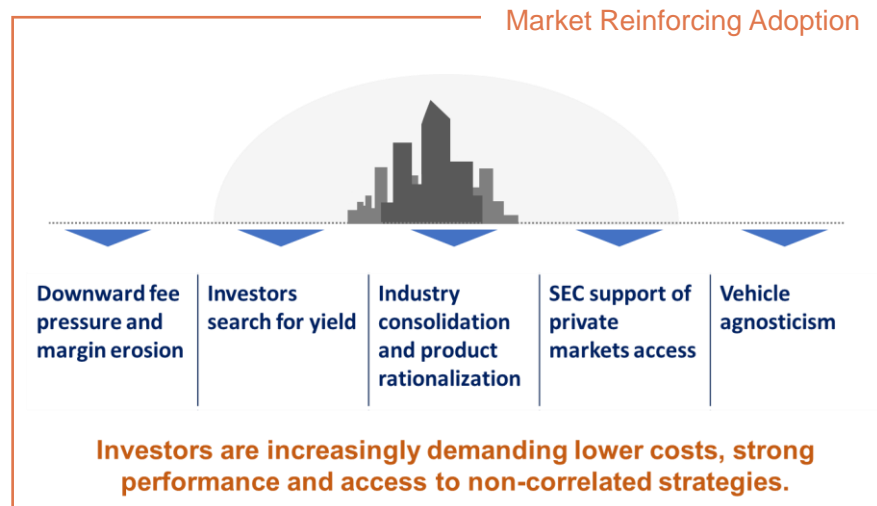 Market Reinforcing Adoption
Downward fee
pressure and
margin erosion
Investors
search for yield
Industry
consolidation
and product
rationalization
SEC support of
private
markets access
Vehicle
agnosticism
Investors are increasingly demanding lower costs, strong
performance and access to non-correlated strategies.